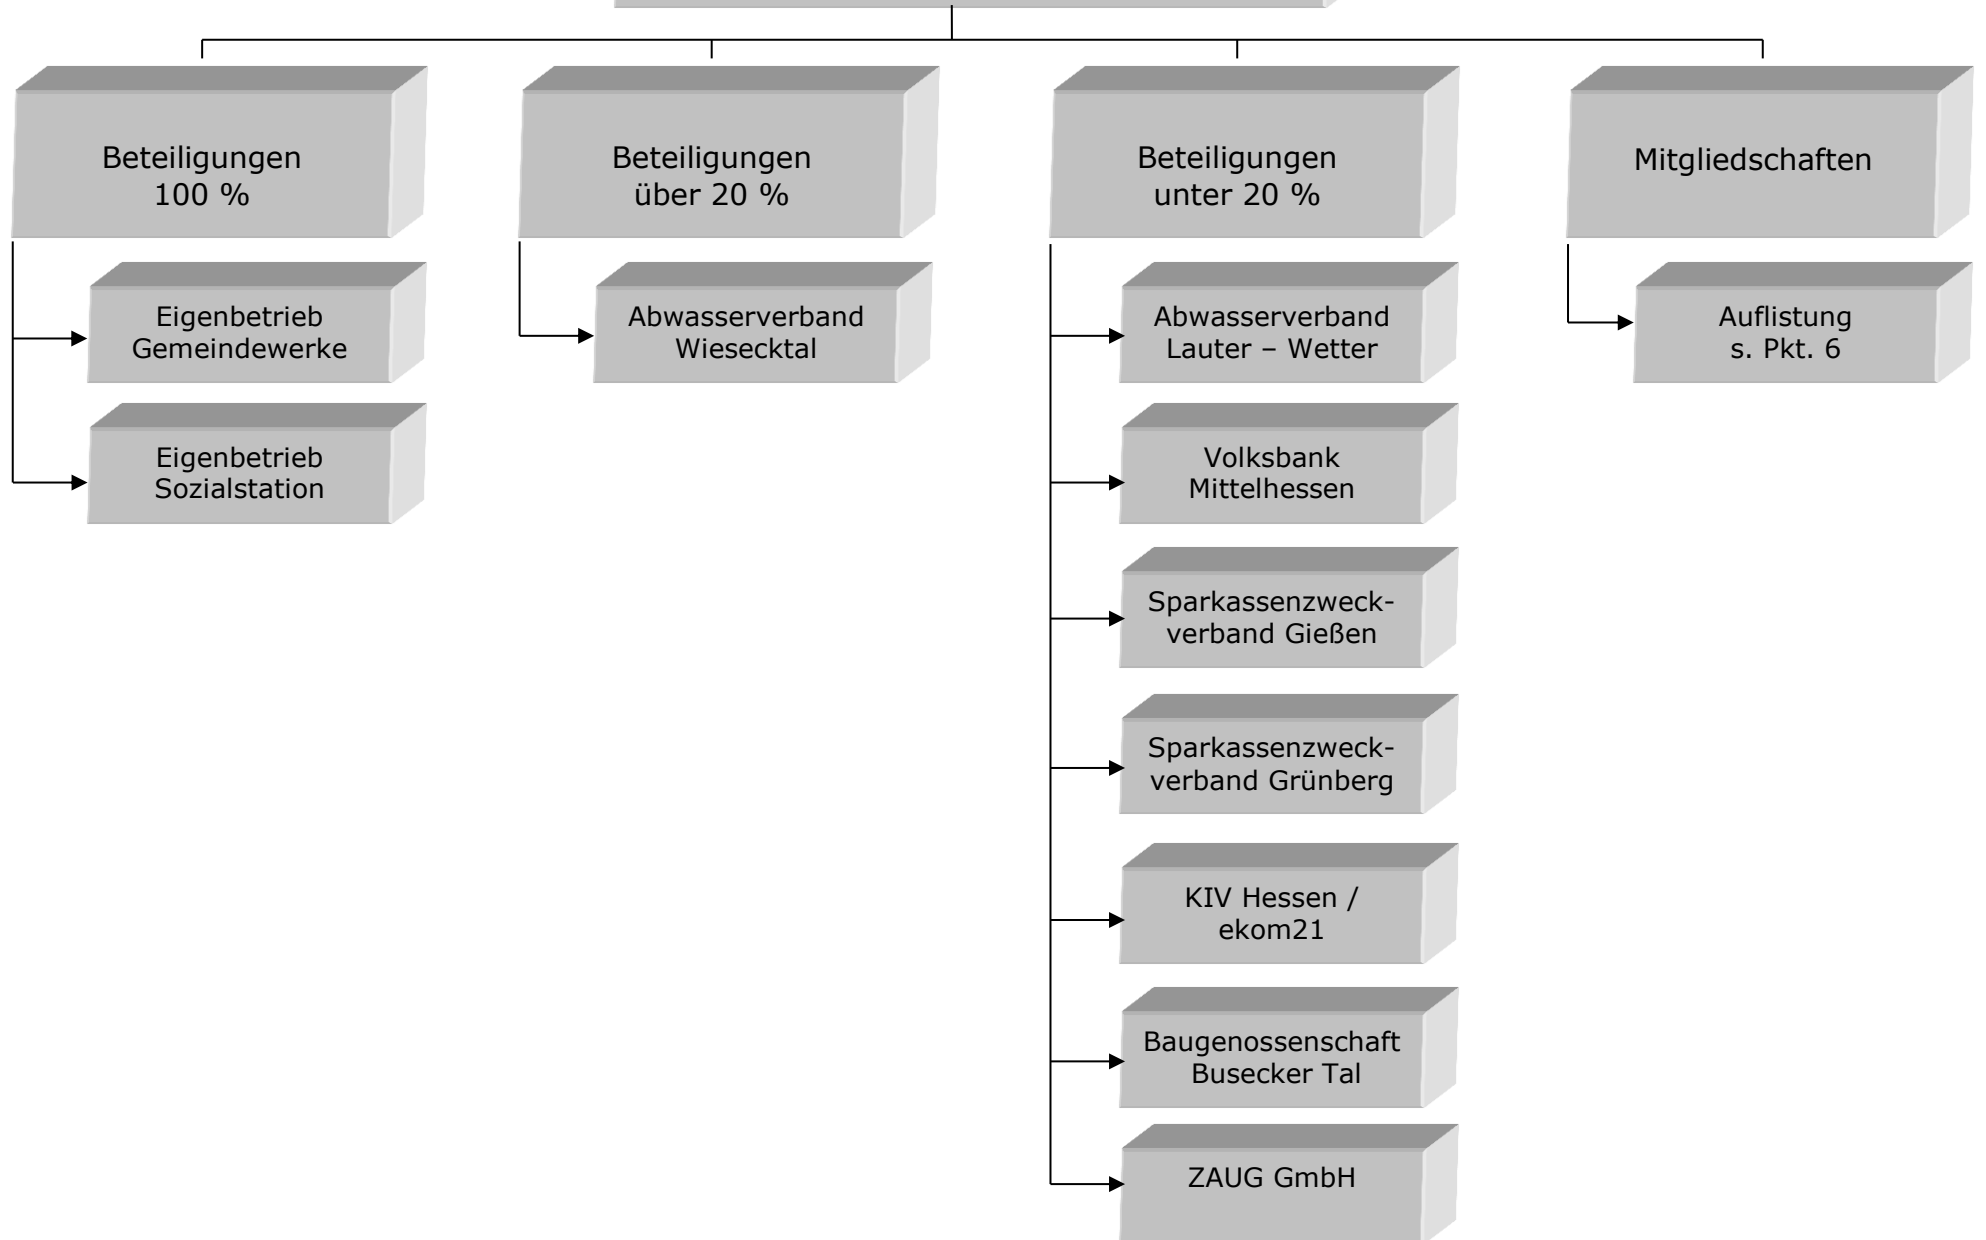 Beteiligungen
100 %
Eigenbetrieb
Gemeindewerke
Eigenbetrieb
Sozialstation
Beteiligungen
über 20 %
Abwasserverband
Wiesecktal
Beteiligungen
unter 20 %
Abwasserverband
Lauter – Wetter
Volksbank
Mittelhessen
Sparkassenzweck-
verband Gießen
Sparkassenzweck-
verband Grünberg
KIV Hessen /
ekom21
Baugenossenschaft
Busecker Tal
ZAUG GmbH
Mitgliedschaften
Auflistung
s. Pkt. 6